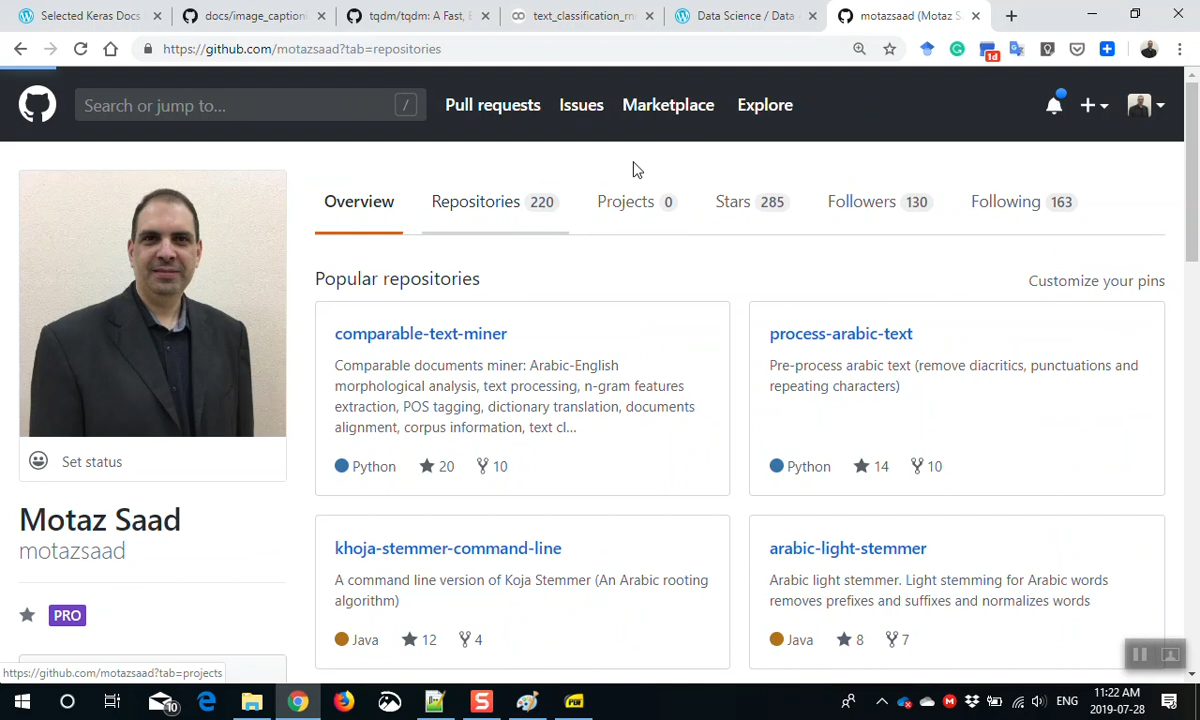 Selected Keras Docs
docs/image_caption
tqdm/tqdm: A Fast, E
text_classification_rn
Data Science / Data
motazsaad (Motaz S
https://github.com/motazsaad?tab=repositories
1d
Search or jump to...
/
Pull requests
Issues
Marketplace
Explore
Overview
Repositories 220
Projects 0
Stars 285
Followers 130
Following 163
Popular repositories
Customize your pins
comparable-text-miner
Comparable documents miner: Arabic-English
morphological analysis, text processing, n-gram features
extraction, POS tagging, dictionary translation, documents
alignment, corpus information, text cl...
Python 20 10
process-arabic-text
Pre-process arabic text (remove diacritics, punctuations and
repeating characters)
Python 14 10
Set status
Motaz Saad
motazsaad
PRO
khoja-stemmer-command-line
A command line version of Koja Stemmer (An Arabic rooting
algorithm)
Java 12 4
arabic-light-stemmer
Arabic light stemmer. Light stemming for Arabic words
removes prefixes and suffixes and normalizes words
Java 8 7
https://github.com/motazsaad?tab=projects
10
ENG
11:22 AM
2019-07-28